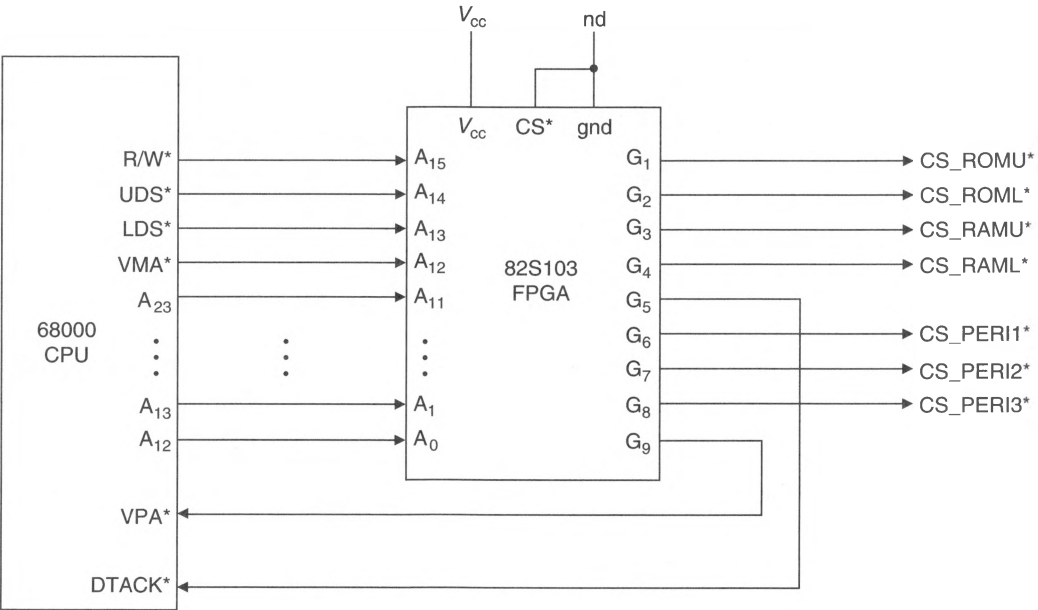 Vcc nd
Vcc CS* gnd
R/W* A15 G1 CS_ROMU*
UDS* A14 G2 CS_ROML*
LDS* A13 G3 CS_RAMU*
VMA* A12 G4 CS_RAML*
A23 A11 G5
82S103
FPGA
68000
CPU
G6 CS_PERI1*
G7 CS_PERI2*
A13 A1 G8 CS_PERI3*
A12 A0 G9
VPA*
DTACK*